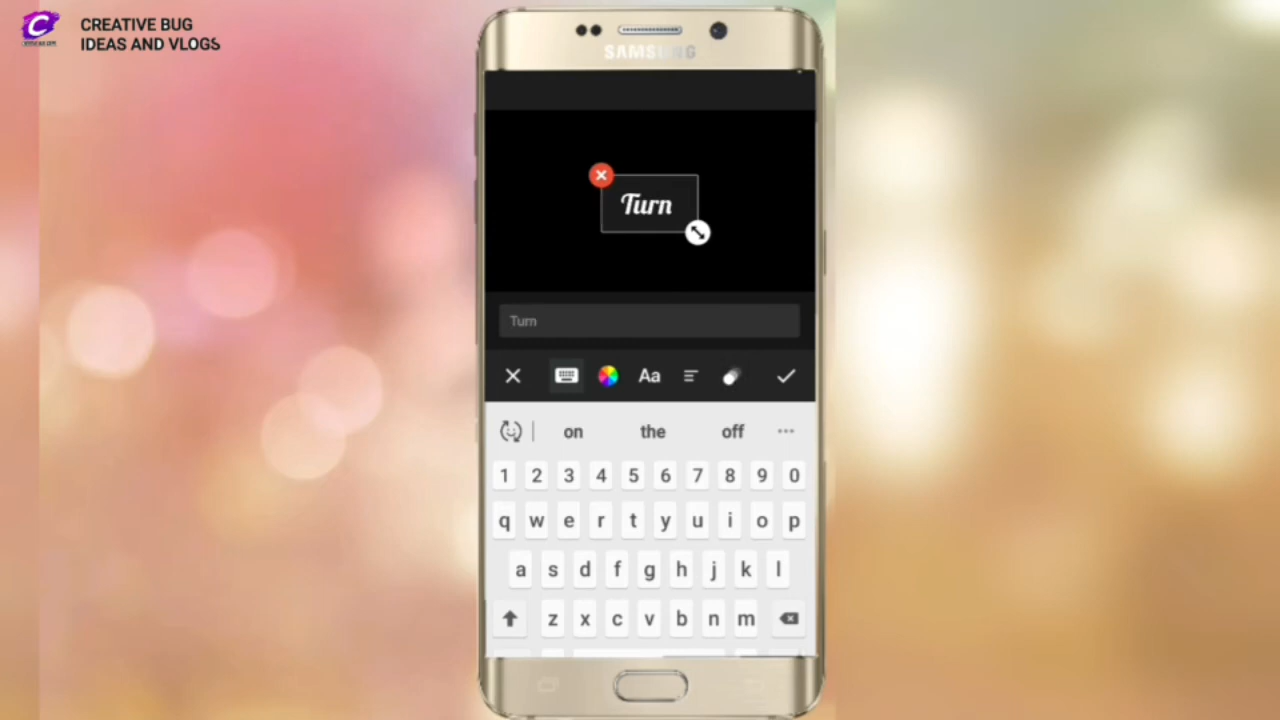 C
CREATIVE BUG
IDEAS AND VLOGS
SAMSUNG
Turn
Turn
Aa
on the off ...
1 2 3 4 5 6 7 8 9 0
q w e r t y u i o p
a s d f g h j k l
z x c v b n m